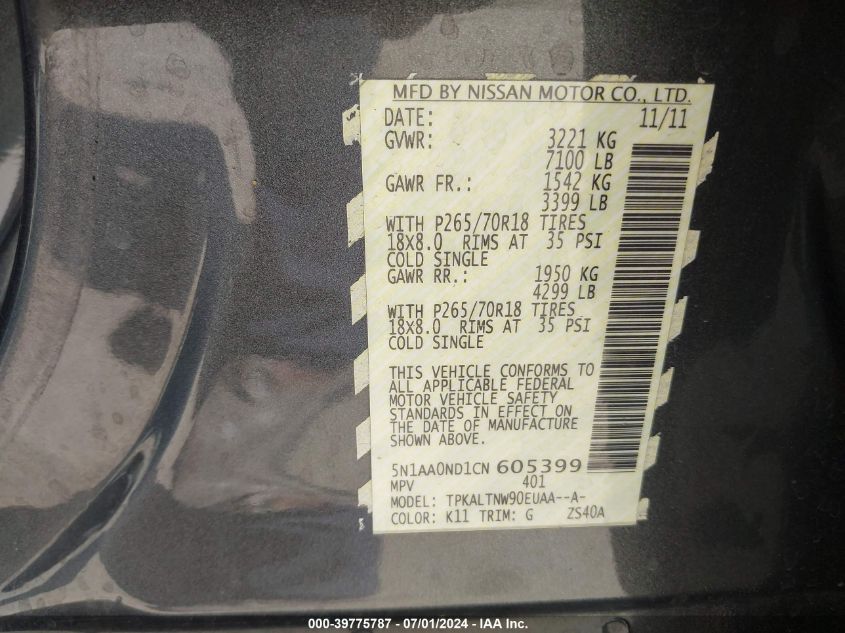 MFD BY NISSAN MOTOR CO., LTD.
DATE: 11/11
GVWR: 3221 KG
7100 LB
GAWR FR.: 1542 KG
3399 LB
WITH P265/70R18 TIRES
18X8.0 RIMS AT 35 PSI
COLD SINGLE
GAWR RR.: 1950 KG
4299 LB
WITH P265/70R18 TIRES
18X8.0 RIMS AT 35 PSI
COLD SINGLE
THIS VEHICLE CONFORMS TO
ALL APPLICABLE FEDERAL
MOTOR VEHICLE SAFETY
STANDARDS IN EFFECT ON
THE DATE OF MANUFACTURE
SHOWN ABOVE.
5N1AA0ND1CN 605399
MPV 401
MODEL: TPKALTNW90EUAA--A-
COLOR: K11 TRIM: G ZS40A
000-39775787 - 07/01/2024 - IAA Inc.